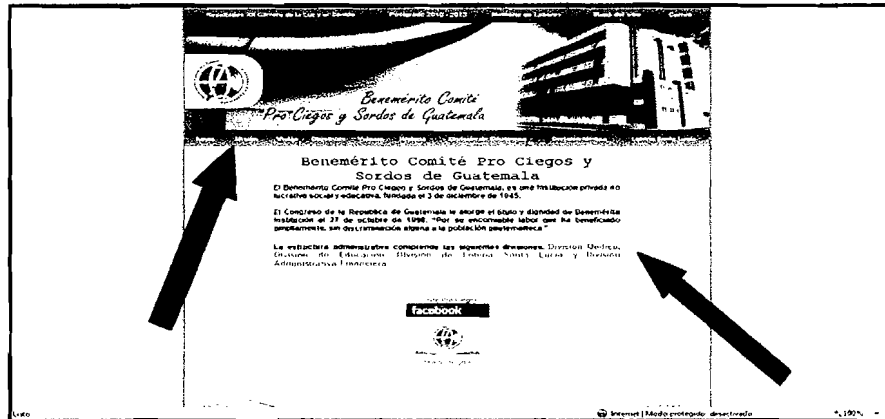 Benemérito Comité
Pro Ciegos y Sordos de Guatemala
Benemérito Comité Pro Ciegos y
Sordos de Guatemala
El Benemérito Comité Pro Ciegos y Sordos de Guatemala, es una Institución privada no
lucrativa social y educativa, fundada el 3 de diciembre de 1945.
El Congreso de la República de Guatemala le otorgó el título y dignidad de Benemérita
Institución el 27 de octubre de 1998. "Por su encomiable labor que ha beneficiado
ampliamente, sin discriminación alguna a la población guatemalteca"
La estructura administrativa comprende las siguientes divisiones. División Médica,
División de Educación, División de Lotería Santa Lucía y División
Administrativa Financiera
facebook
Listo
Internet | Modo protegido: desactivado
100%